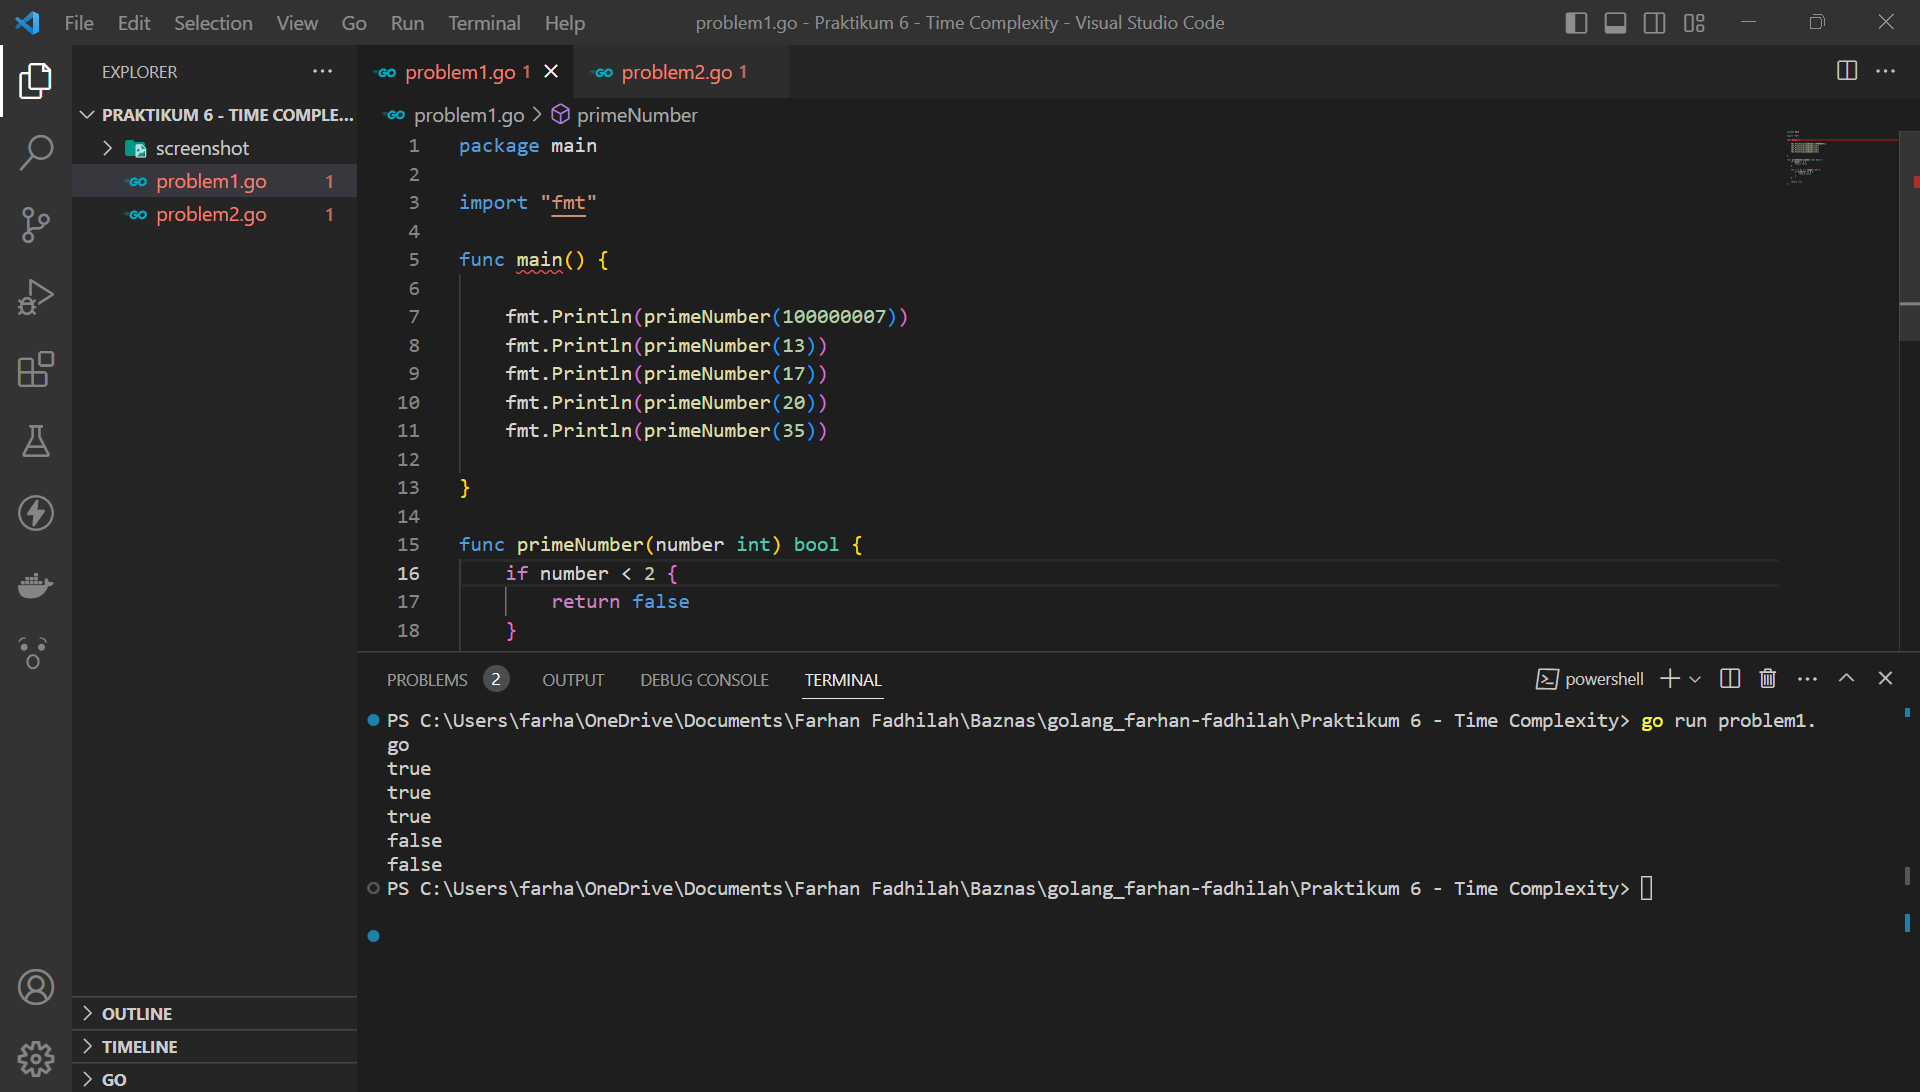 File Edit Selection View Go Run Terminal Help problem1.go - Praktikum 6 - Time Complexity - Visual Studio Code
EXPLORER
PRAKTIKUM 6 - TIME COMPLE...
screenshot
problem1.go 1
problem2.go 1
OUTLINE
TIMELINE
GO
problem1.go 1 problem2.go 1
problem1.go > primeNumber
1 package main
2
3 import "fmt"
4
5 func main() {
6
7 fmt.Println(primeNumber(100000007))
8 fmt.Println(primeNumber(13))
9 fmt.Println(primeNumber(17))
10 fmt.Println(primeNumber(20))
11 fmt.Println(primeNumber(35))
12
13 }
14
15 func primeNumber(number int) bool {
16 if number < 2 {
17 return false
18 }
PROBLEMS 2 OUTPUT DEBUG CONSOLE TERMINAL powershell
PS C:\Users\farha\OneDrive\Documents\Farhan Fadhilah\Baznas\golang_farhan-fadhilah\Praktikum 6 - Time Complexity> go run problem1.
go
true
true
true
false
false
PS C:\Users\farha\OneDrive\Documents\Farhan Fadhilah\Baznas\golang_farhan-fadhilah\Praktikum 6 - Time Complexity>